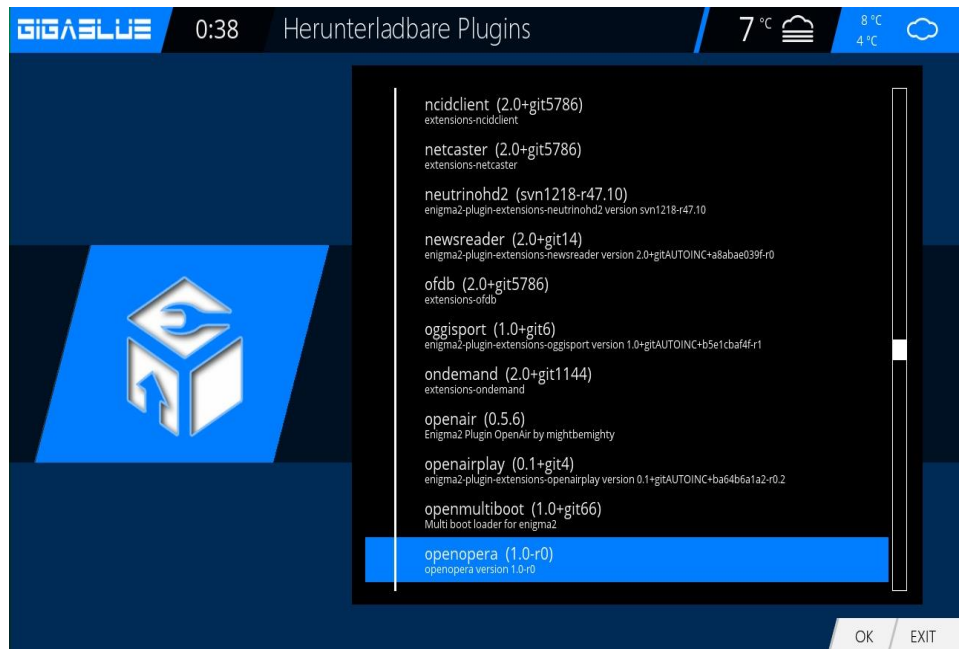 GIGABLUE 0:38 Herunterladbare Plugins 7 °C 8 °C
4 °C
ncidclient (2.0+git5786)
extensions-ncidclient
netcaster (2.0+git5786)
extensions-netcaster
neutrinohd2 (svn1218-r47.10)
enigma2-plugin-extensions-neutrinohd2 version svn1218-r47.10
newsreader (2.0+git14)
enigma2-plugin-extensions-newsreader version 2.0+gitAUTOINC+a8abae039f-r0
ofdb (2.0+git5786)
extensions-ofdb
oggisport (1.0+git6)
enigma2-plugin-extensions-oggisport version 1.0+gitAUTOINC+b5e1cbaf4f-r1
ondemand (2.0+git1144)
extensions-ondemand
openair (0.5.6)
Enigma2 Plugin OpenAir by mightbemighty
openairplay (0.1+git4)
enigma2-plugin-extensions-openairplay version 0.1+gitAUTOINC+ba64b6a1a2-r0.2
openmultiboot (1.0+git66)
Multi boot loader for enigma2
openopera (1.0-r0)
openopera version 1.0-r0
OK EXIT